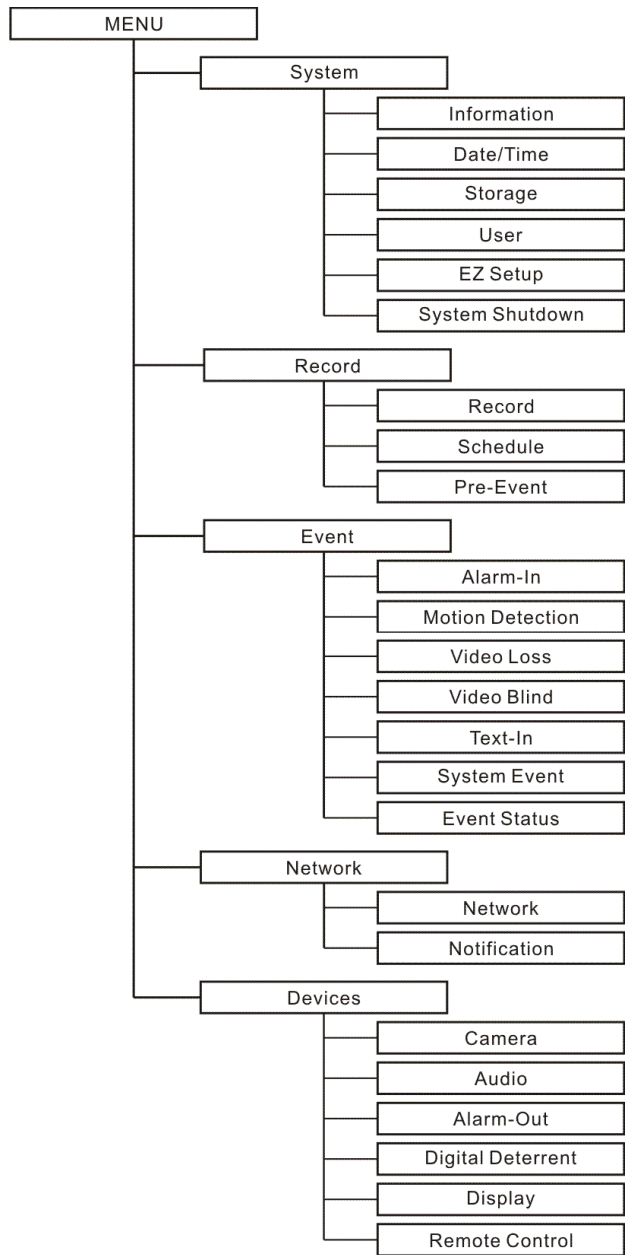 MENU
System
Information
Date/Time
Storage
User
EZ Setup
System Shutdown
Record
Record
Schedule
Pre-Event
Event
Alarm-In
Motion Detection
Video Loss
Video Blind
Text-In
System Event
Event Status
Network
Network
Notification
Devices
Camera
Audio
Alarm-Out
Digital Deterrent
Display
Remote Control